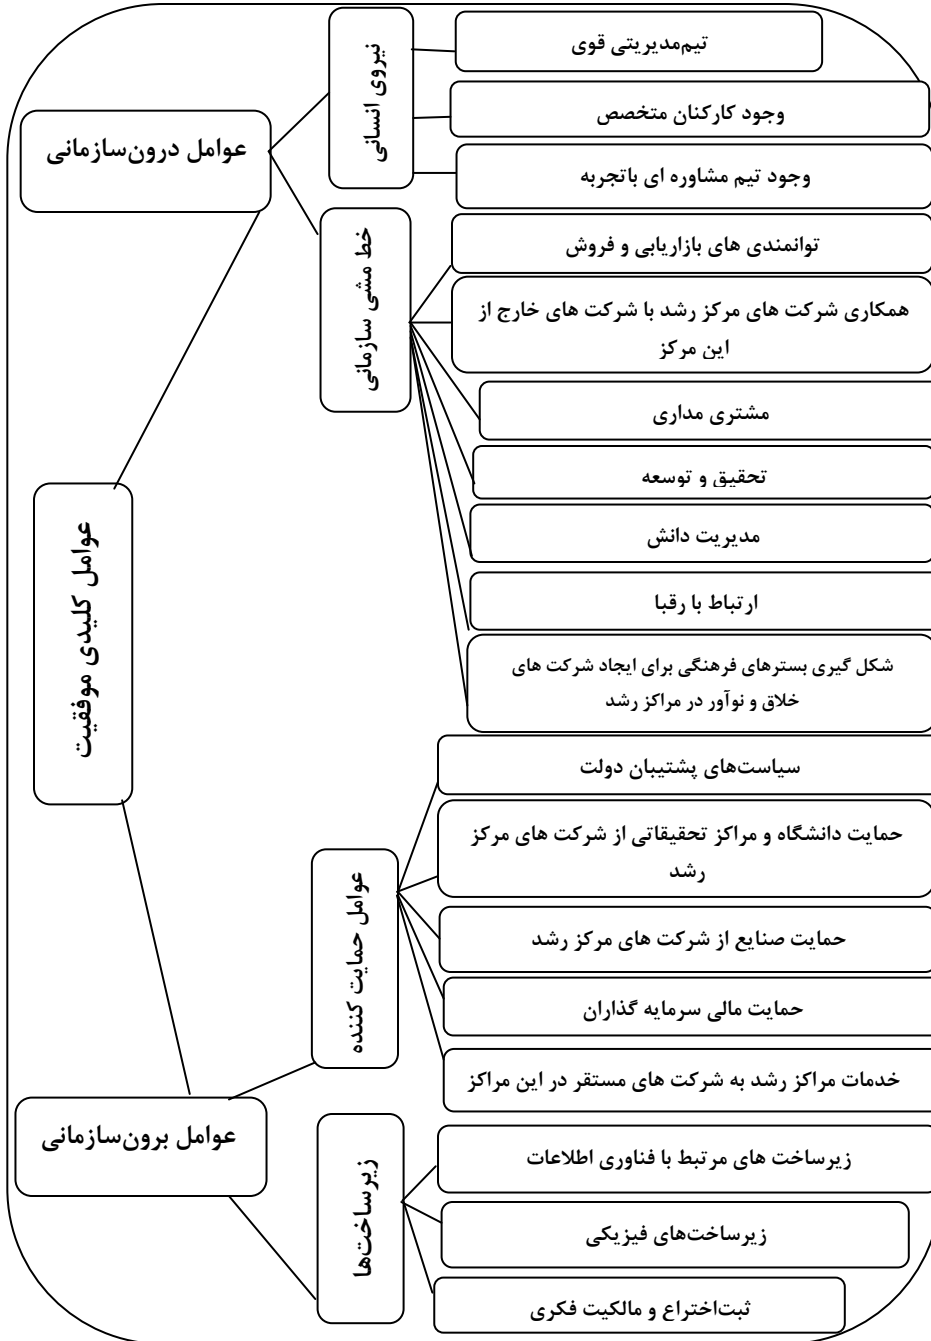 عوامل کلیدی موفقیت
عوامل درون‌سازمانی
نیروی انسانی
تیم‌مدیریتی قوی
وجود کارکنان متخصص
وجود تیم مشاوره ای باتجربه
خط مشی سازمانی
توانمندی های بازاریابی و فروش
همکاری شرکت های مرکز رشد با شرکت های خارج از
این مرکز
مشتری مداری
تحقیق و توسعه
مدیریت دانش
ارتباط با رقبا
شکل گیری بسترهای فرهنگی برای ایجاد شرکت های
خلاق و نوآور در مراکز رشد
عوامل برون‌سازمانی
عوامل حمایت کننده
سیاست‌های پشتیبان دولت
حمایت دانشگاه و مراکز تحقیقاتی از شرکت های مرکز
رشد
حمایت صنایع از شرکت های مرکز رشد
حمایت مالی سرمایه گذاران
خدمات مراکز رشد به شرکت های مستقر در این مراکز
زیرساخت‌ها
زیرساخت های مرتبط با فناوری اطلاعات
زیرساخت‌های فیزیکی
ثبت‌اختراع و مالکیت فکری